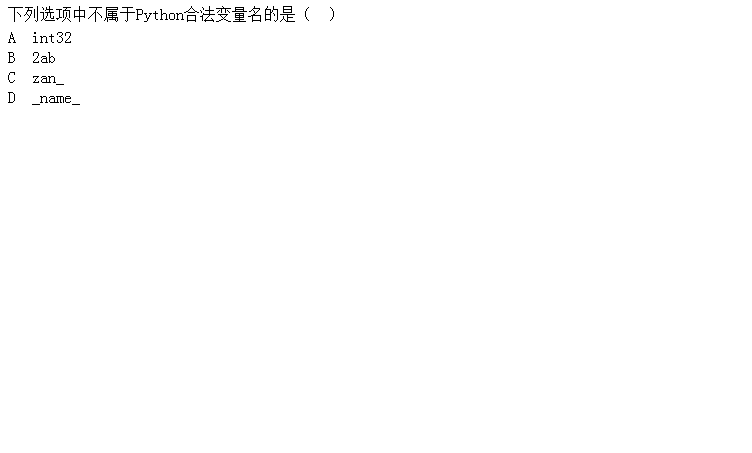 下列选项中不属于Python合法变量名的是（  ）
A  int32
B  2ab
C  zan_
D  _name_